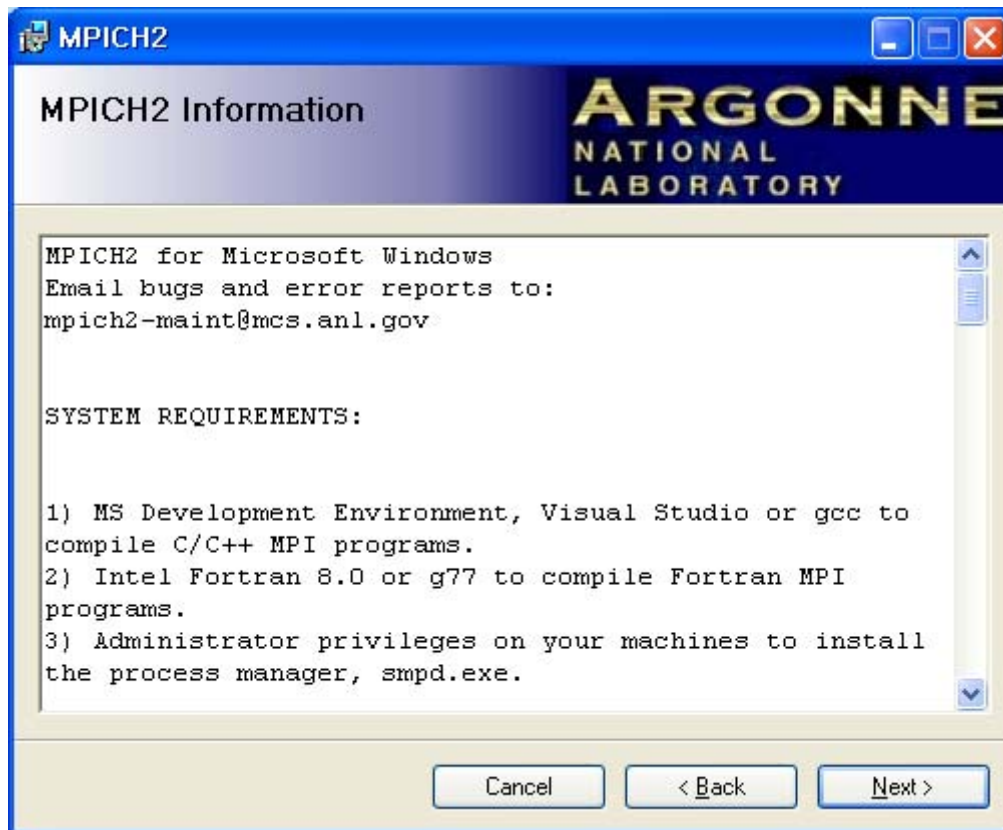 MPICH2
MPICH2 Information
ARGONNE
NATIONAL
LABORATORY
MPICH2 for Microsoft Windows
Email bugs and error reports to:
mpich2-maint@mcs.anl.gov
SYSTEM REQUIREMENTS:
1) MS Development Environment, Visual Studio or gcc to
compile C/C++ MPI programs.
2) Intel Fortran 8.0 or g77 to compile Fortran MPI
programs.
3) Administrator privileges on your machines to install
the process manager, smpd.exe.
Cancel
< Back
Next >